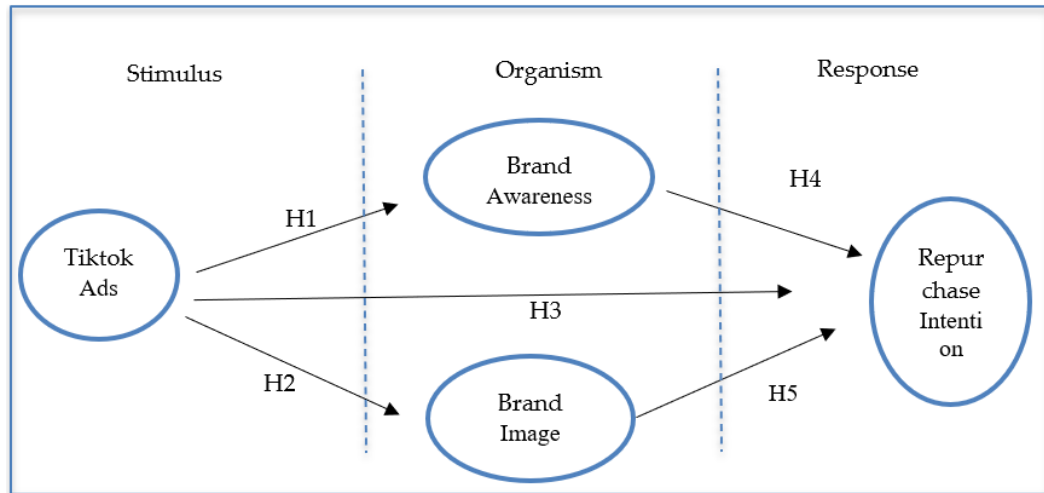 Stimulus
Organism
Response
Brand
Awareness
H4
H1
Tiktok
Ads
Repur
chase
Intenti
on
H3
H2
H5
Brand
Image